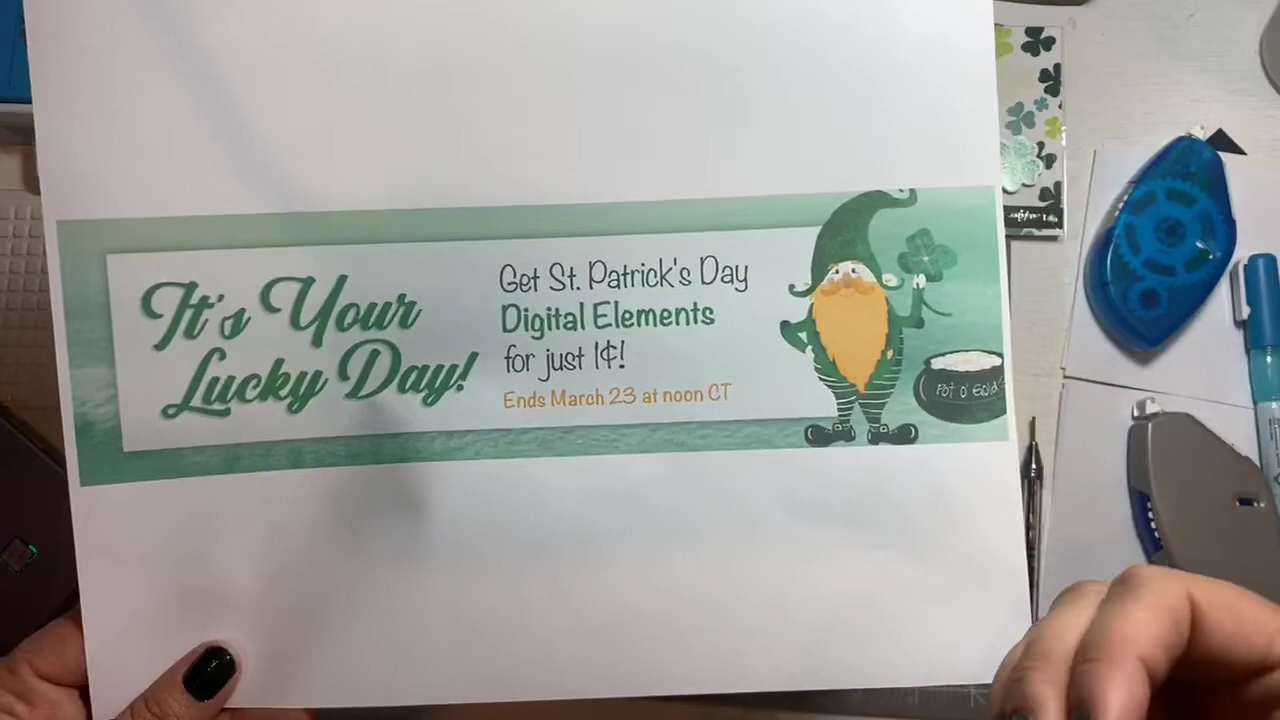 It's Your
Lucky Day!
Get St. Patrick's Day
Digital Elements
for just 1¢!
Ends March 23 at noon CT
POT O' GOLD